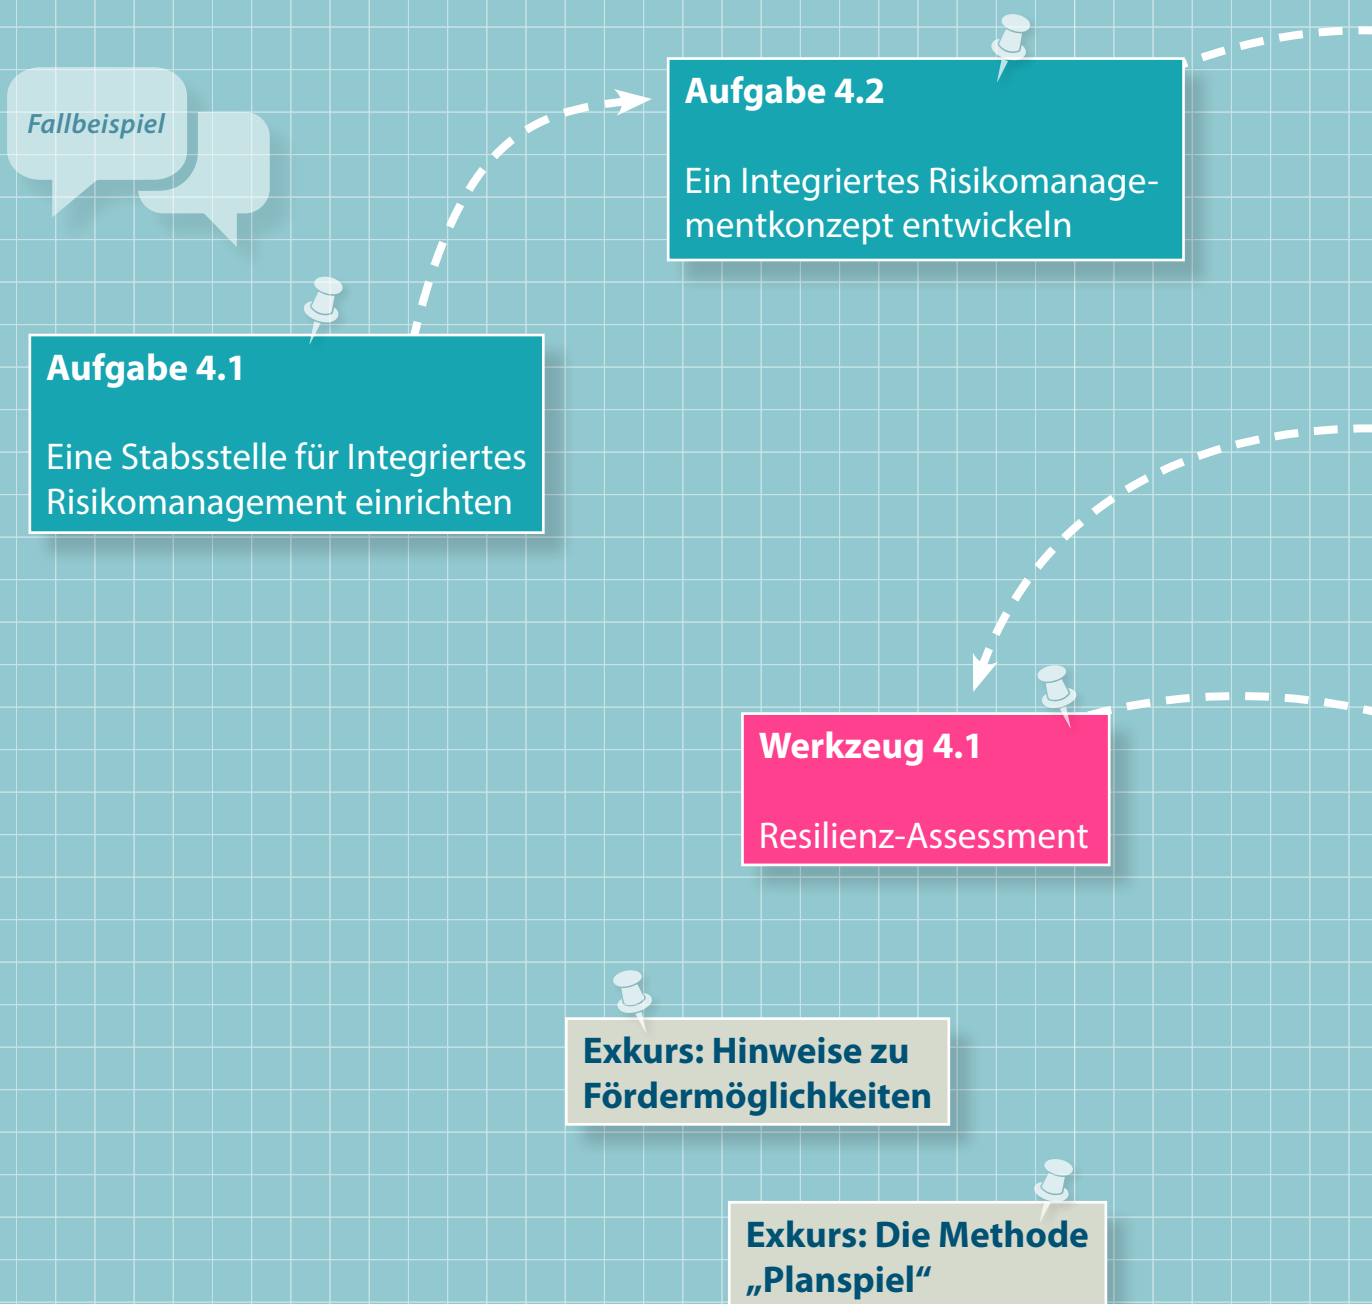 Fallbeispiel
Aufgabe 4.2
Ein Integriertes Risikomanage-
mentkonzept entwickeln
Aufgabe 4.1
Eine Stabsstelle für Integriertes
Risikomanagement einrichten
Werkzeug 4.1
Resilienz-Assessment
Exkurs: Hinweise zu
Fördermöglichkeiten
Exkurs: Die Methode
„Planspiel“